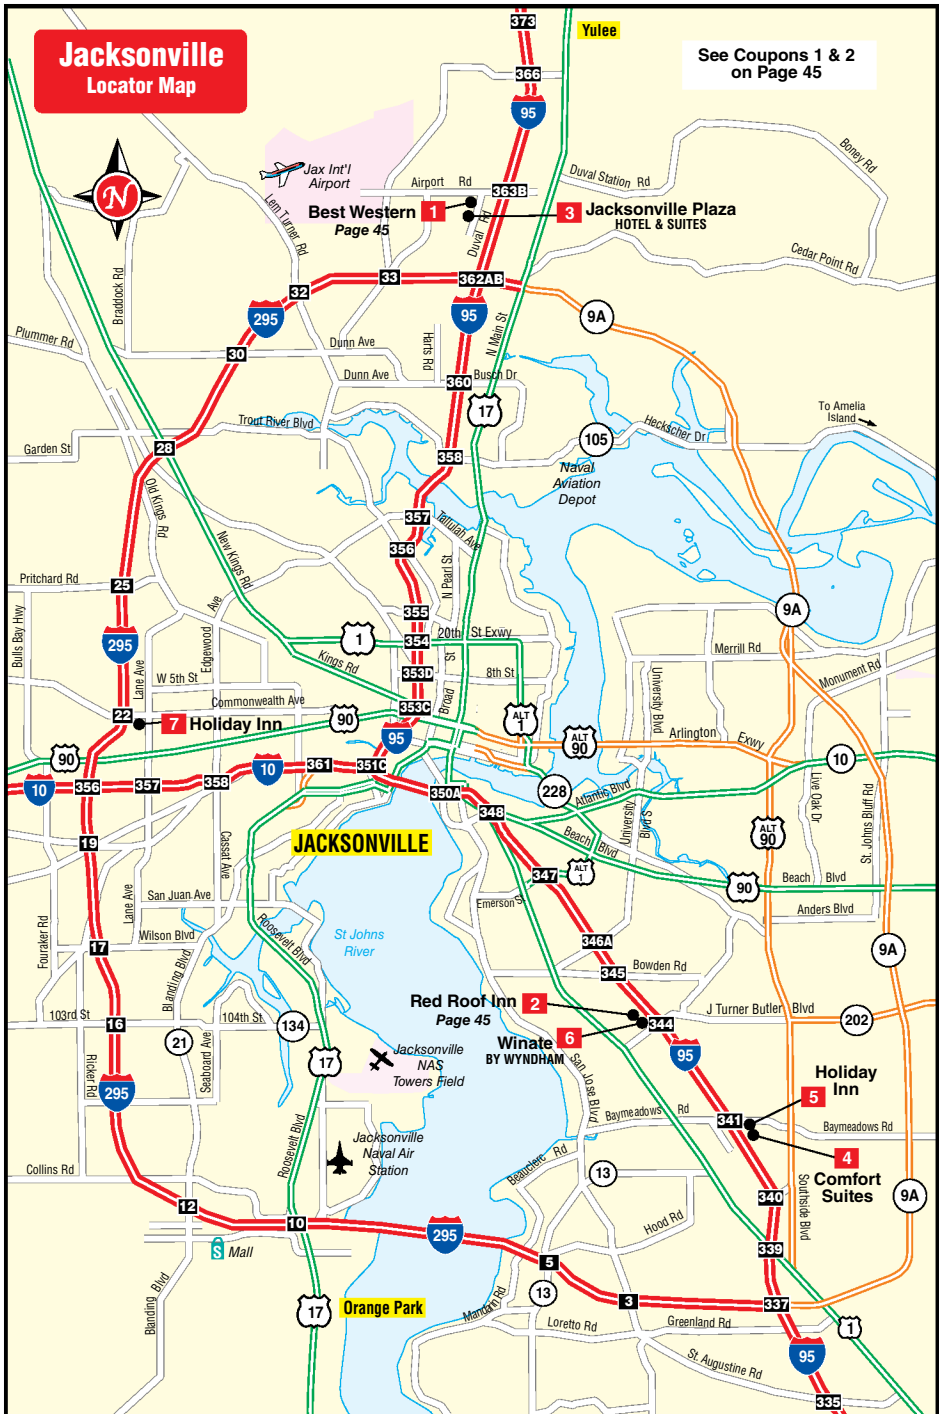 Jacksonville
Locator Map
373
Yulee
See Coupons 1 & 2
on Page 45
366
95
N
Jax Int'l
Airport
Airport Rd
363B
Duval Station Rd
Boney Rd
Best Western 1
Page 45
3 Jacksonville Plaza
HOTEL & SUITES
Duval Rd
Lem Turner Rd
Cedar Point Rd
Braddock Rd
33
362AB
32
295
95
9A
N Main St
Plummer Rd
Dunn Ave
Harts Rd
30
Dunn Ave
360
Busch Dr
17
To Amelia
Island
Trout River Blvd
105
Heckscher Dr
Garden St
28
358
Naval
Aviation
Depot
Old Kings Rd
357
Tallulah Ave
356
New Kings Rd
N Pearl St
Pritchard Rd
25
Bulls Bay Hwy
Ave
Edgewood
355
9A
295
1
354
20th St Exwy
Merrill Rd
Kings Rd
St
353D
8th St
Monument Rd
Lane Ave
W 5th St
University Blvd
Commonwealth Ave
353C
Broad
22
7 Holiday Inn
90
ALT
1
95
ALT
90
Arlington
Expy
90
10
10
10
361
351C
356
357
358
350A
228
Atlantic Blvd
Live Oak Dr
St. Johns Bluff Rd
348
University
Blvd S
JACKSONVILLE
Beach Blvd
ALT
90
19
Cassat Ave
347
ALT
1
90
Beach Blvd
Lane Ave
San Juan Ave
Emerson St
Anders Blvd
Fouraker Rd
Roosevelt Blvd
St Johns
River
17
Wilson Blvd
346A
9A
Blanding Blvd
345
Bowden Rd
Red Roof Inn 2
Page 45
J Turner Butler Blvd
103rd St
16
104th St
134
344
202
Winate 6
BY WYNDHAM
21
Seaboard Ave
17
Jacksonville
NAS
Towers Field
95
Holiday
Inn
5
Ricker Rd
295
San Jose Blvd
Baymeadows Rd
341
Baymeadows Rd
Roosevelt Blvd
Jacksonville
Naval Air
Station
4
Comfort
Suites
Collins Rd
Beauclerc Rd
13
Southside Blvd
9A
12
340
10
295
Hood Rd
339
S Mall
5
Blanding Blvd
13
17
Orange Park
Mandarin Rd
3
337
Loretto Rd
Greenland Rd
1
St. Augustine Rd
95
335